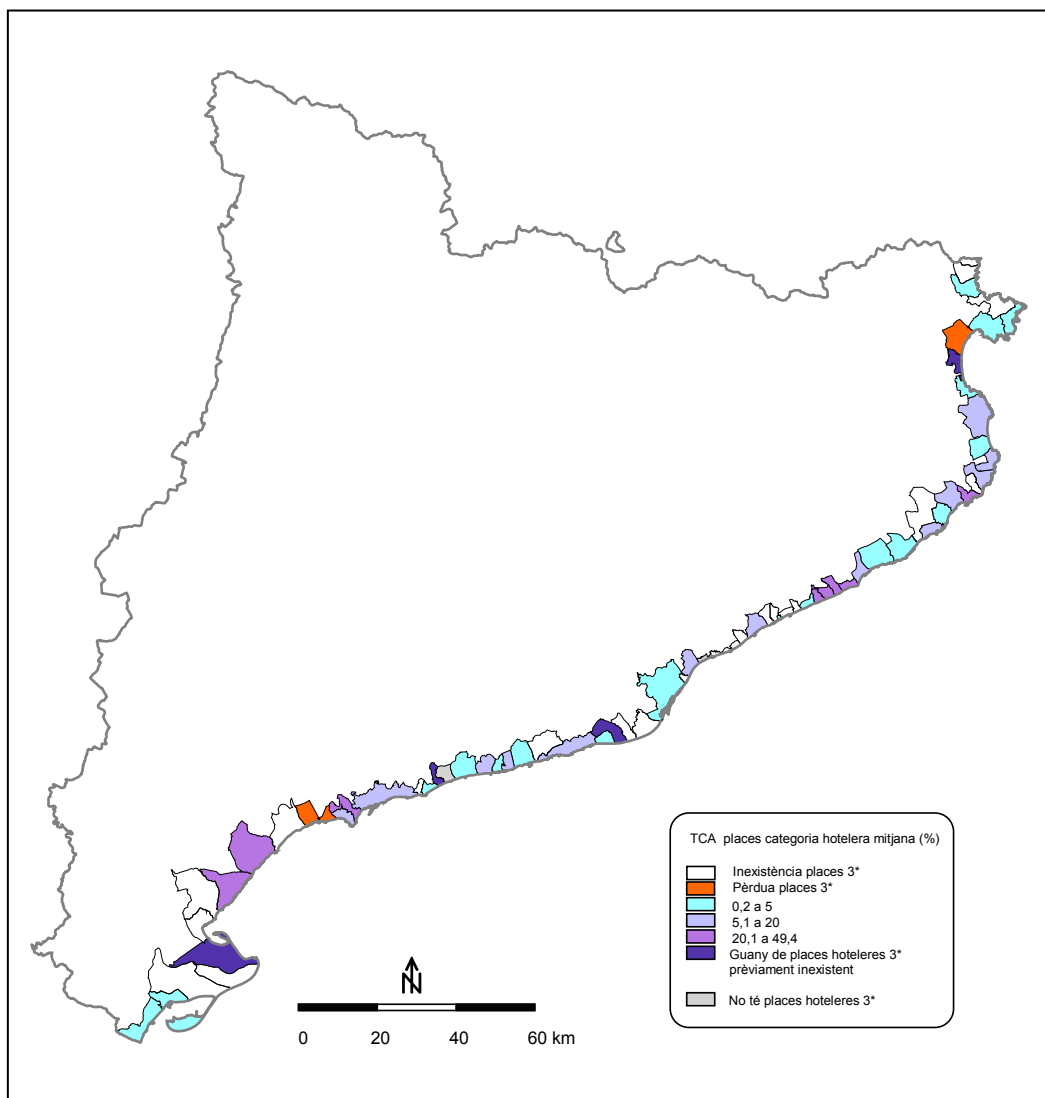 TCA places categoria hotelera mitjana (%)
Inexistència places 3*
Pèrdua places 3*
0,2 a 5
5,1 a 20
20,1 a 49,4
Guany de places hoteleres 3*
prèviament inexistent
No té places hoteleres 3*
N
0 20 40 60 km